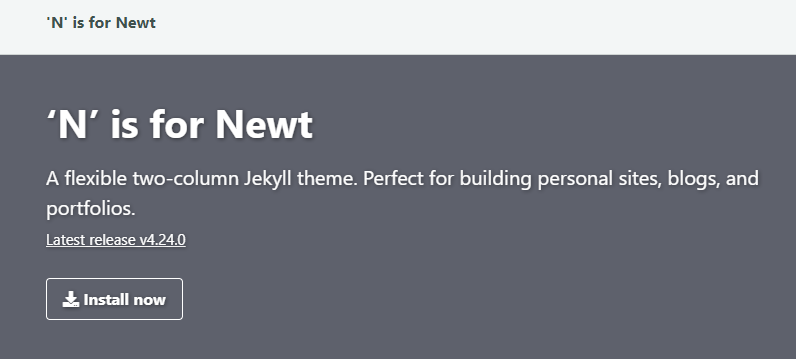 'N' is for Newt
‘N’ is for Newt
A flexible two-column Jekyll theme. Perfect for building personal sites, blogs, and
portfolios.
Latest release v4.24.0
Install now